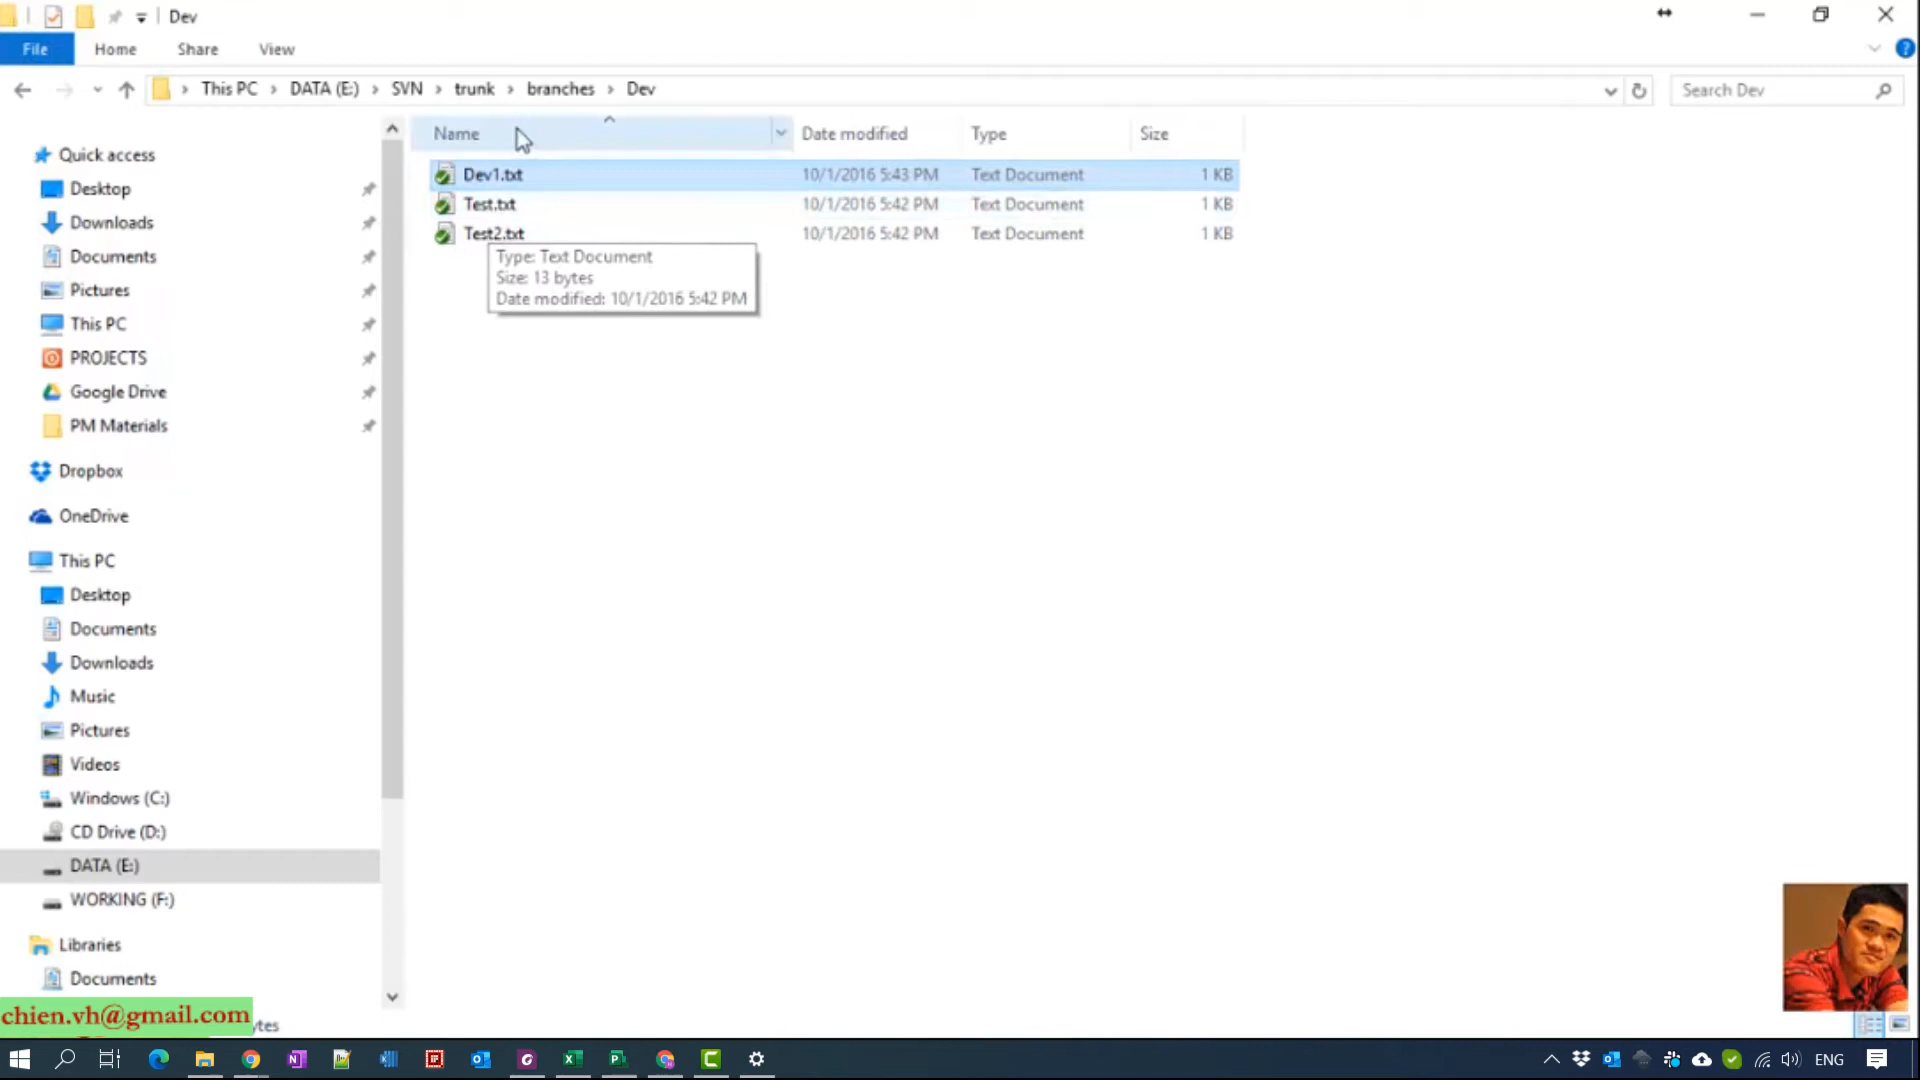 Dev
File Home Share View
This PC DATA (E:) SVN trunk branches Dev
Search Dev
Name Date modified Type Size
Dev1.txt 10/1/2016 5:43 PM Text Document 1 KB
Test.txt 10/1/2016 5:42 PM Text Document 1 KB
Test2.txt 10/1/2016 5:42 PM Text Document 1 KB
Type: Text Document
Size: 13 bytes
Date modified: 10/1/2016 5:42 PM
Quick access
Desktop
Downloads
Documents
Pictures
This PC
PROJECTS
Google Drive
PM Materials
Dropbox
OneDrive
This PC
Desktop
Documents
Downloads
Music
Pictures
Videos
Windows (C:)
CD Drive (D:)
DATA (E:)
WORKING (F:)
Libraries
Documents
chien.vh@gmail.com
ENG